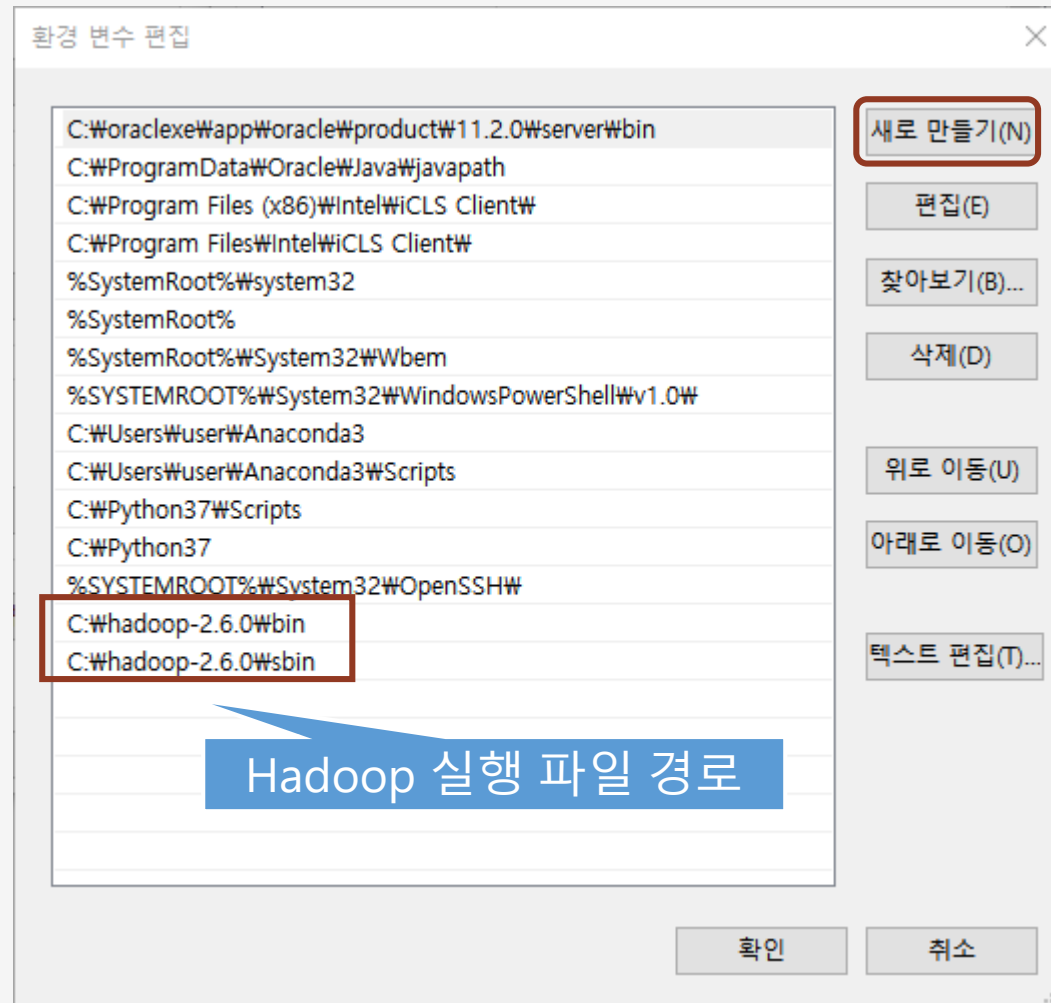 환경 변수 편집
C:₩oraclexe₩app₩oracle₩product₩11.2.0₩server₩bin
새로 만들기(N)
C:₩ProgramData₩Oracle₩Java₩javapath
C:₩Program Files (x86)₩Intel₩iCLS Client₩
편집(E)
C:₩Program Files₩Intel₩iCLS Client₩
%SystemRoot%₩system32
찾아보기(B)...
%SystemRoot%
%SystemRoot%₩System32₩Wbem
삭제(D)
%SYSTEMROOT%₩System32₩WindowsPowerShell₩v1.0₩
C:₩Users₩user₩Anaconda3
C:₩Users₩user₩Anaconda3₩Scripts
위로 이동(U)
C:₩Python37₩Scripts
C:₩Python37
아래로 이동(O)
%SYSTEMROOT%₩System32₩OpenSSH₩
C:₩hadoop-2.6.0₩bin
C:₩hadoop-2.6.0₩sbin
텍스트 편집(T)...
Hadoop 실행 파일 경로
확인
취소